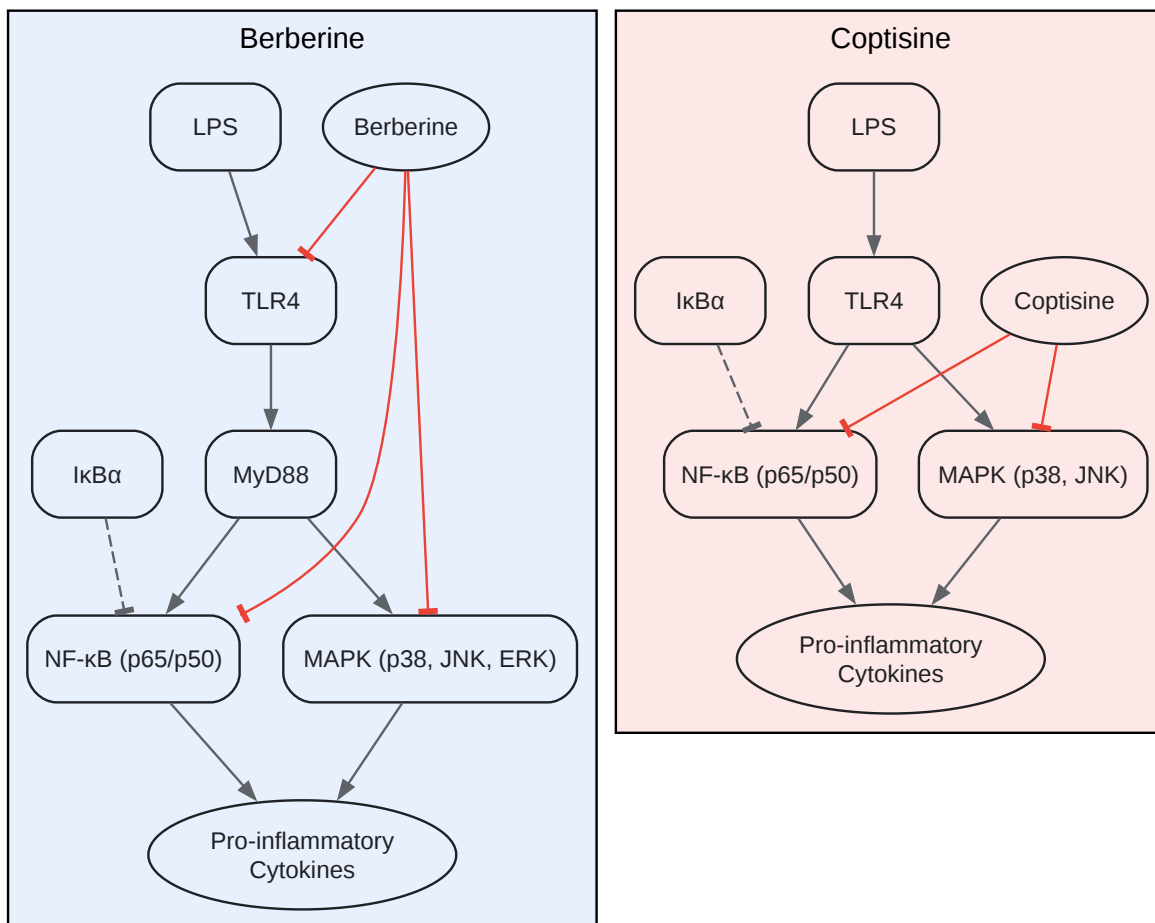 Berberine
LPS
Berberine
TLR4
IκBα
MyD88
NF-κB (p65/p50)
MAPK (p38, JNK, ERK)
Pro-inflammatory
Cytokines
Coptisine
LPS
IκBα
TLR4
Coptisine
NF-κB (p65/p50)
MAPK (p38, JNK)
Pro-inflammatory
Cytokines